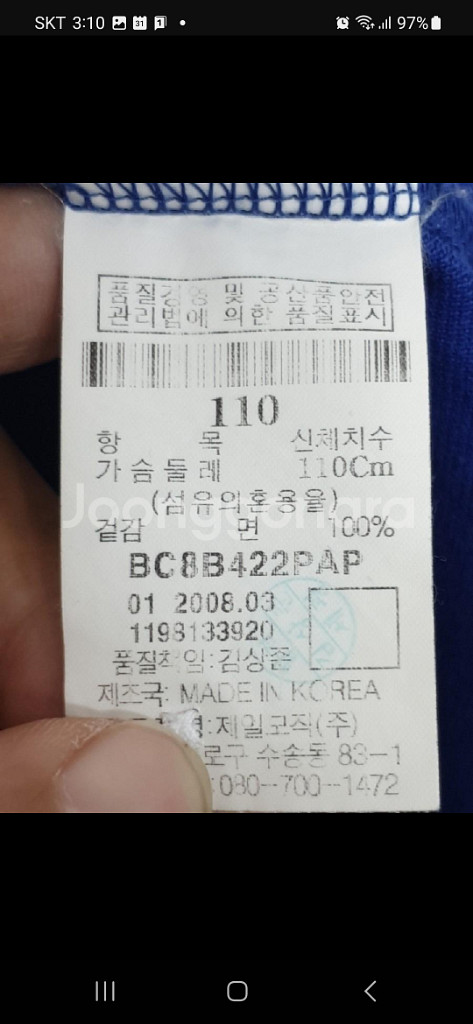 SKT 3:10
31
97%
품질경영 및 공산품안전
관리법에 의한 품질표시
110
항 목 신체치수
가슴둘레 110Cm
(섬유의혼용율)
Joonggonara
겉감 면 100%
BC8B422PAP
01 2008.03
1198133920
품질책임:김상준
제조국: MADE IN KOREA
:제일모직(주)
로구 수송동 83-1
:080-700-1472